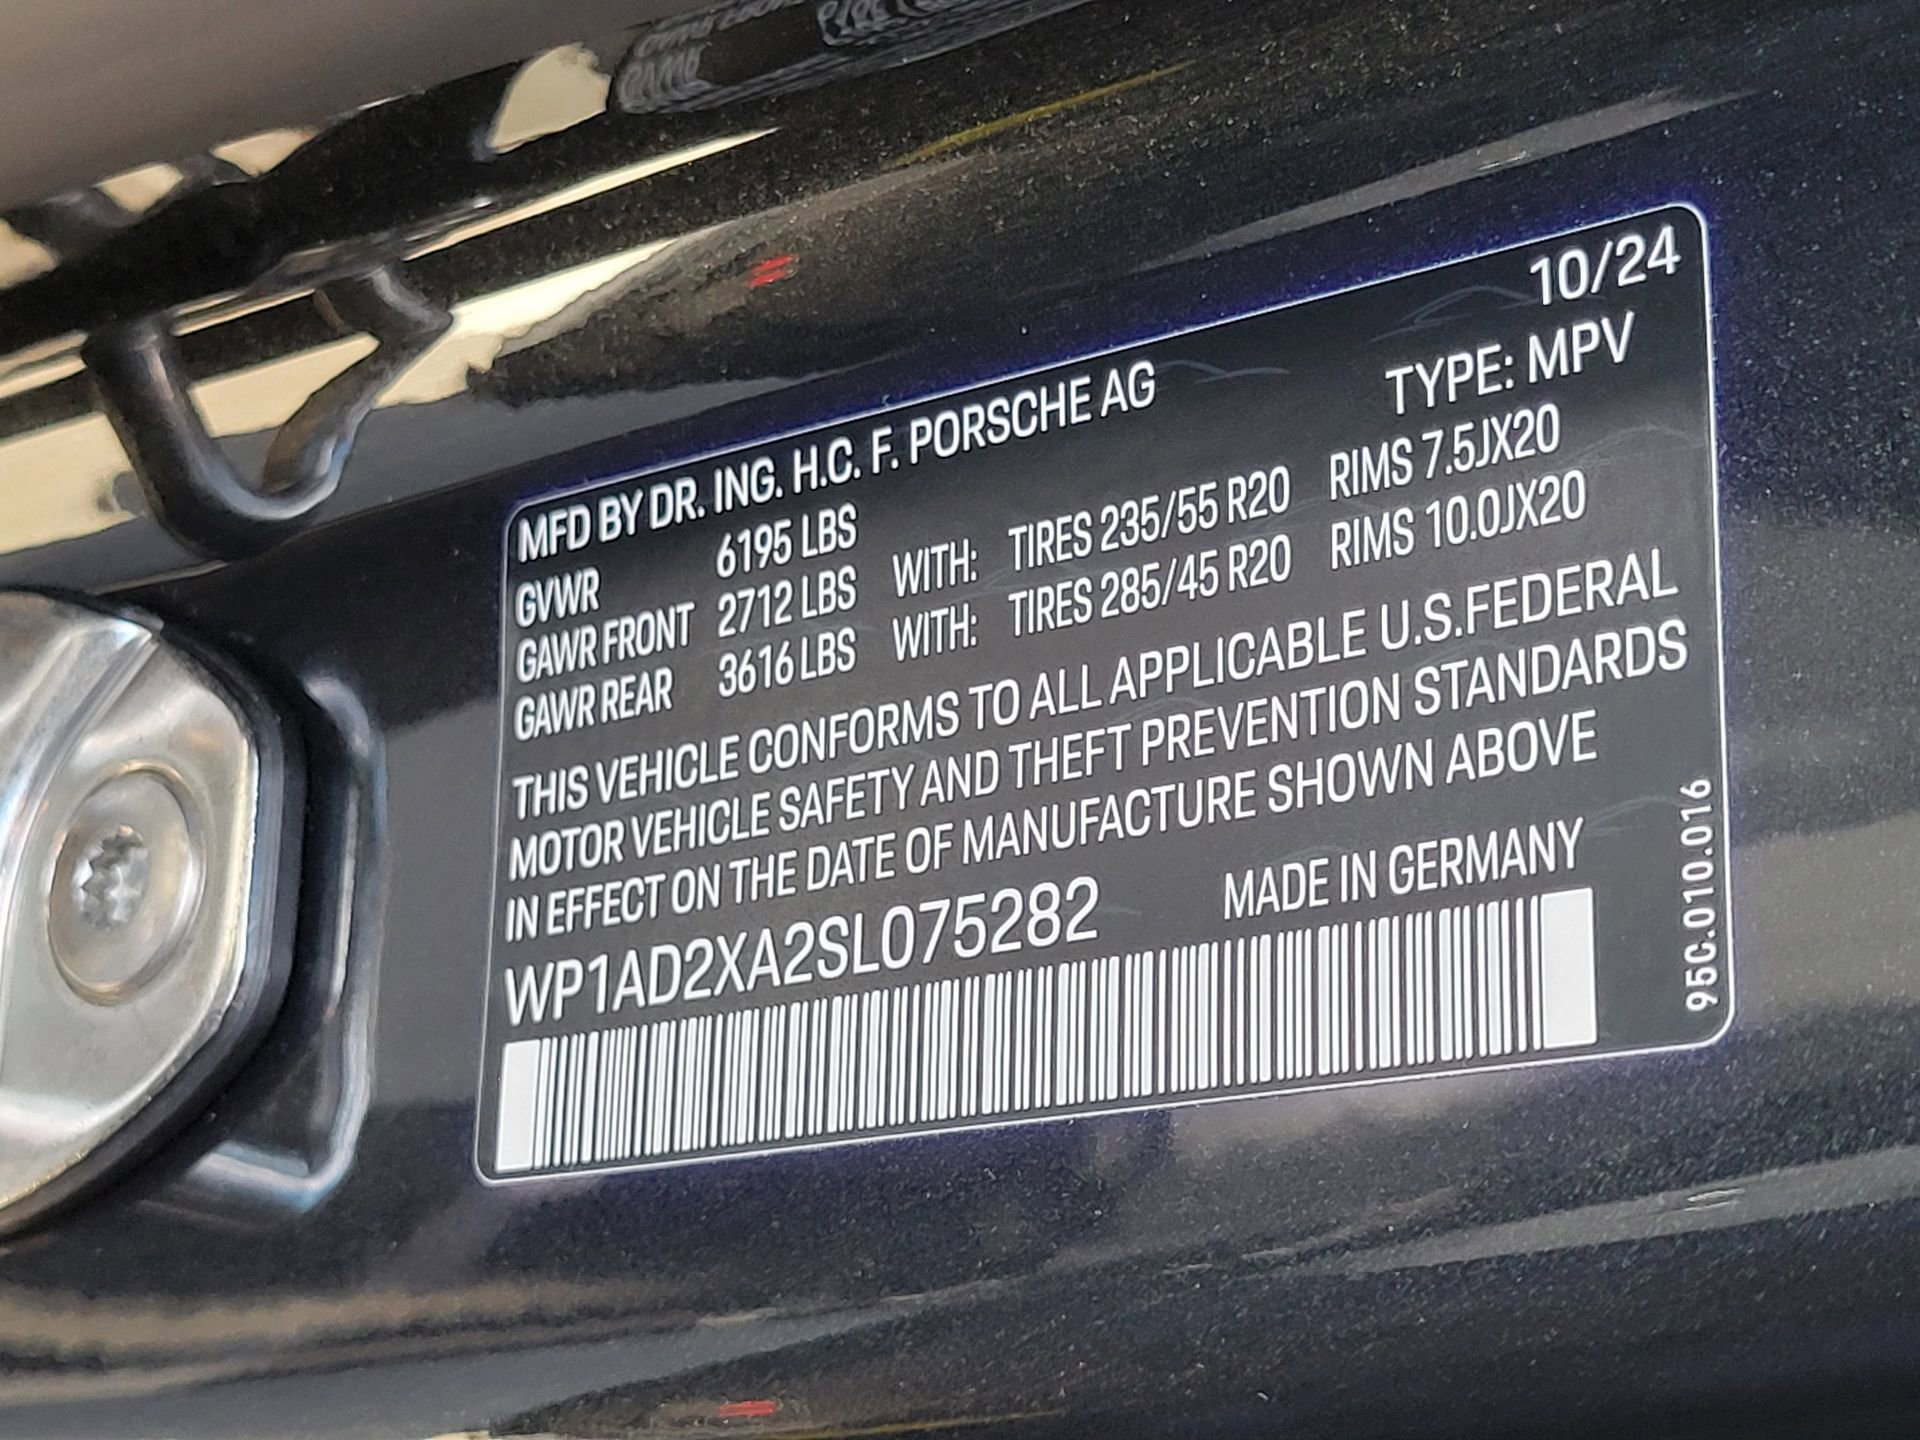 10/24
MFD BY DR. ING. H.C. F. PORSCHE AG TYPE: MPV
GVWR 6195 LBS
GAWR FRONT 2712 LBS WITH: TIRES 235/55 R20 RIMS 7.5JX20
GAWR REAR 3616 LBS WITH: TIRES 285/45 R20 RIMS 10.0JX20
THIS VEHICLE CONFORMS TO ALL APPLICABLE U.S.FEDERAL
MOTOR VEHICLE SAFETY AND THEFT PREVENTION STANDARDS
IN EFFECT ON THE DATE OF MANUFACTURE SHOWN ABOVE
WP1AD2XA2SL075282 MADE IN GERMANY
95C.010.016